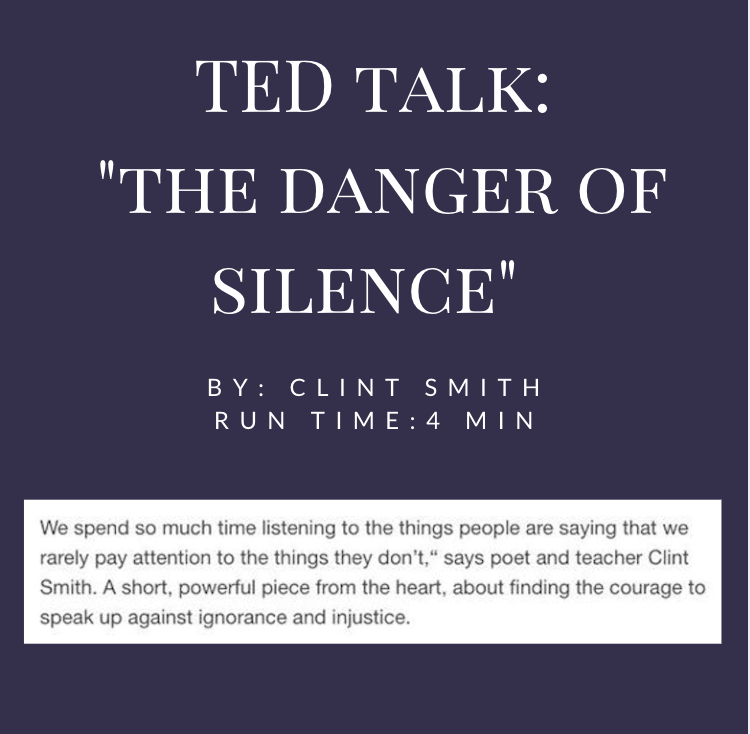 TED TALK:
"THE DANGER OF
SILENCE"
BY: CLINT SMITH
RUN TIME:4 MIN
We spend so much time listening to the things people are saying that we
rarely pay attention to the things they don’t,“ says poet and teacher Clint
Smith. A short, powerful piece from the heart, about finding the courage to
speak up against ignorance and injustice.